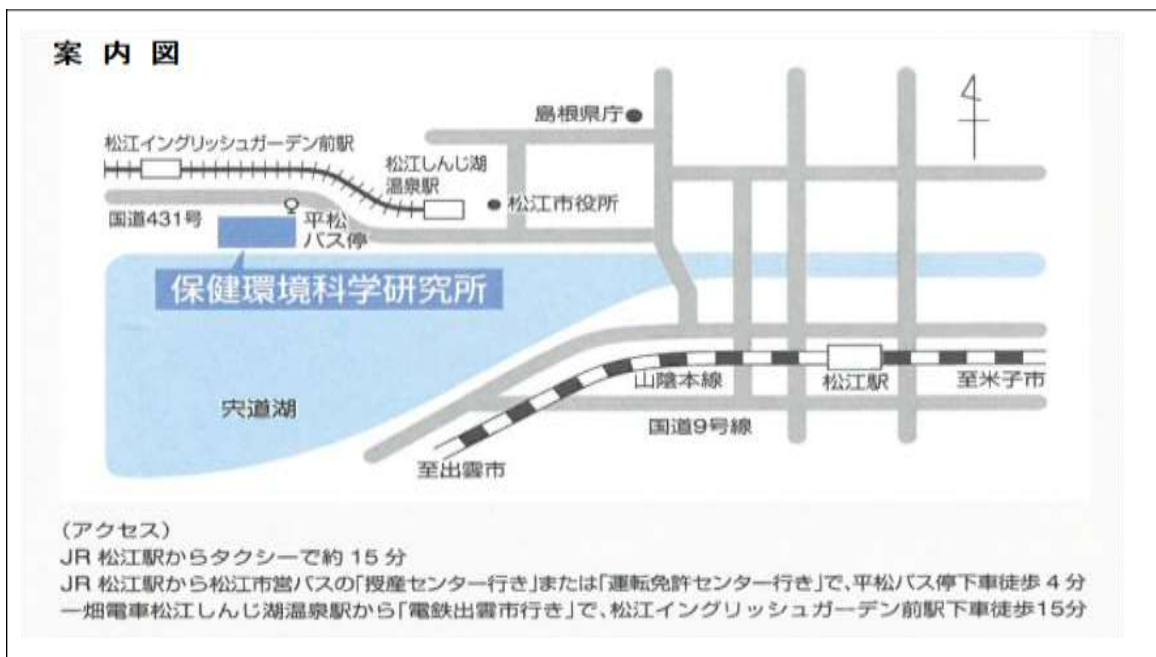 案内図
島根県庁
松江イングリッシュガーデン前駅
松江しんじ湖
温泉駅
松江市役所
国道431号
平松
バス停
保健環境科学研究所
山陰本線
松江駅
至米子市
宍道湖
国道9号線
至出雲市
(アクセス)
JR 松江駅からタクシーで約 15 分
JR 松江駅から松江市営バスの「授産センター行き」または「運転免許センター行き」で、平松バス停下車徒歩 4 分
一畑電車松江しんじ湖温泉駅から「電鉄出雲市行き」で、松江イングリッシュガーデン前駅下車徒歩15分